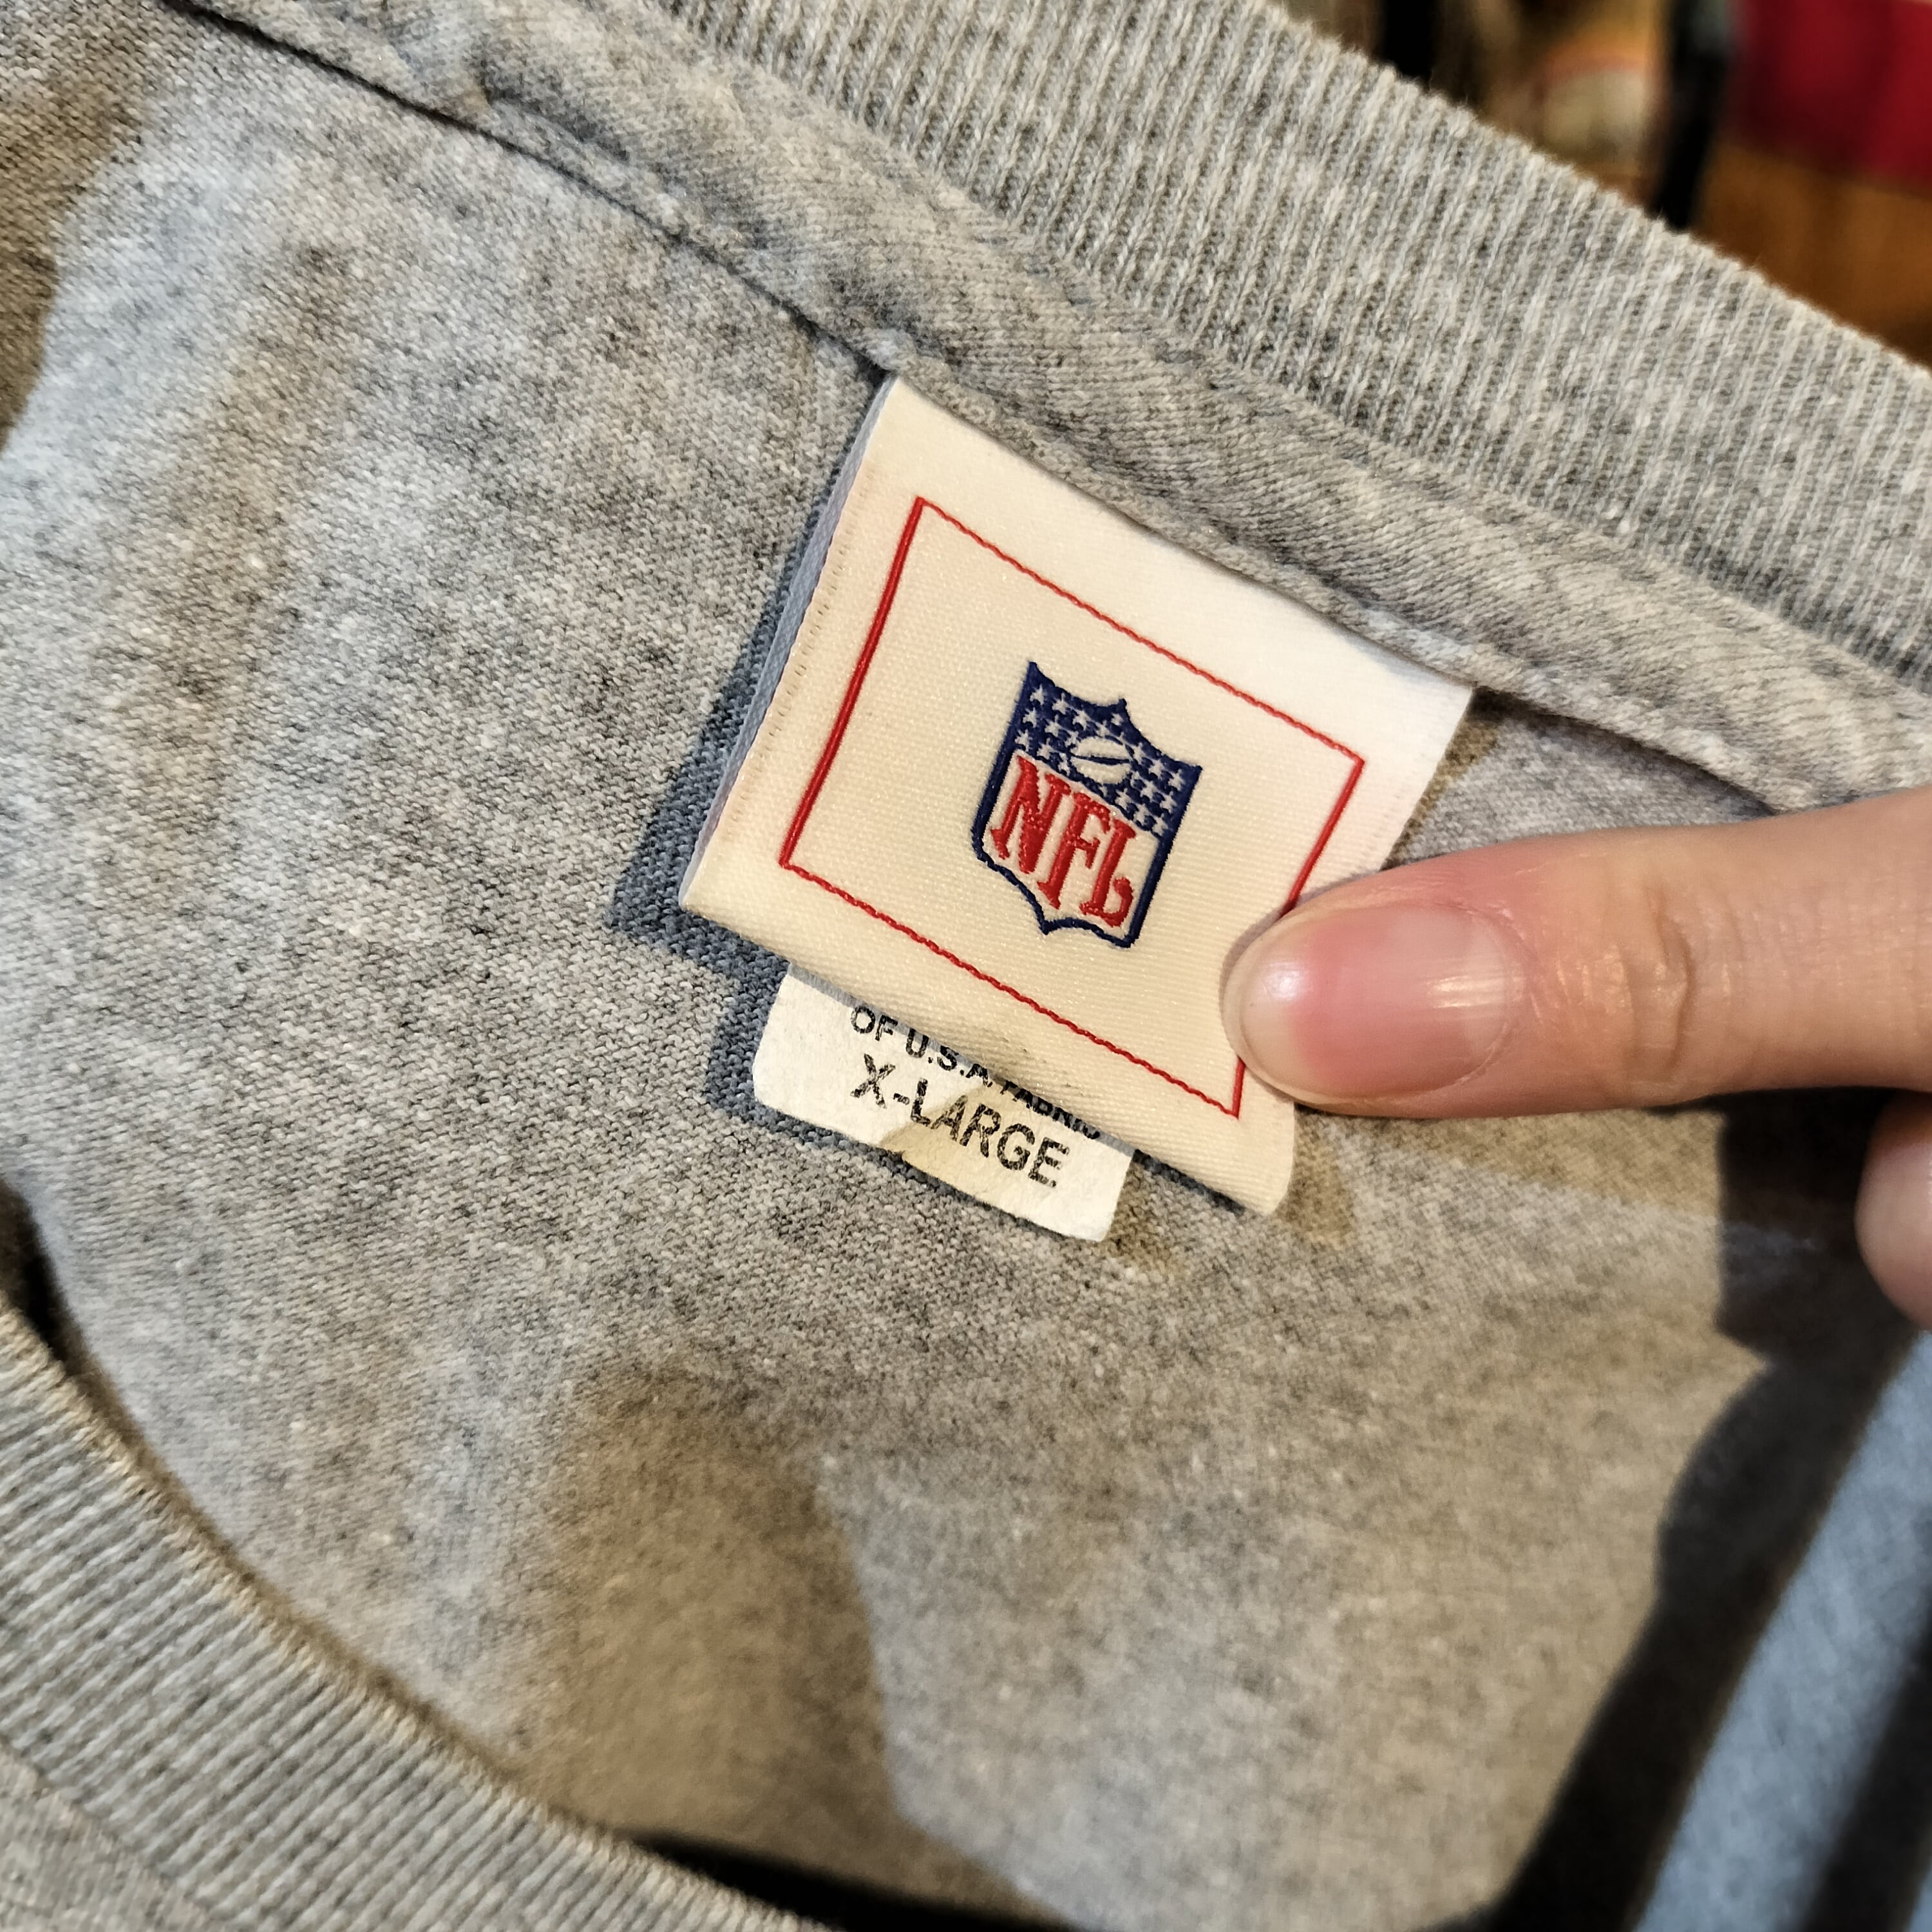 NFL
OF U.S.A. FABRIC
X-LARGE